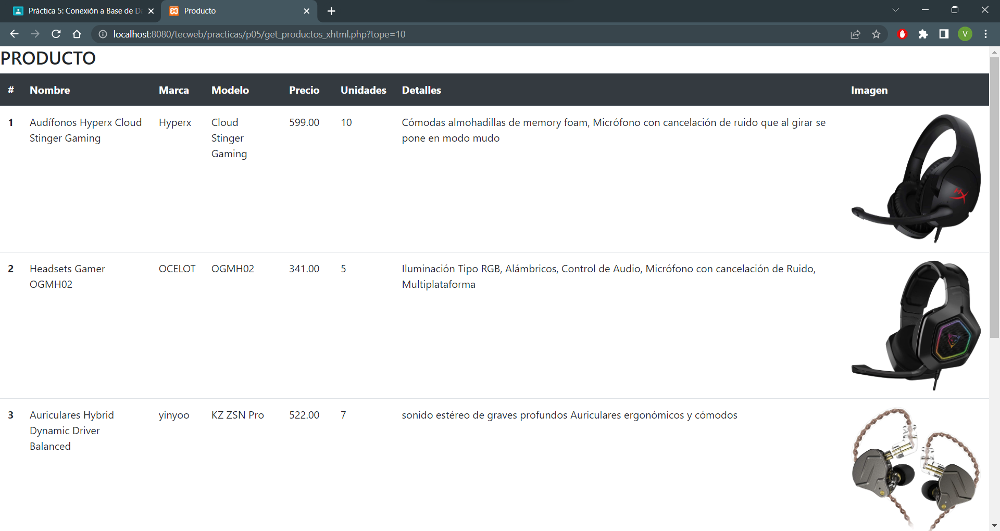 Práctica 5: Conexión a Base de Da
Producto
localhost:8080/tecweb/practicas/p05/get_productos_xhtml.php?tope=10
V
PRODUCTO
# Nombre Marca Modelo Precio Unidades Detalles Imagen
1 Audífonos Hyperx Cloud Hyperx Cloud 599.00 10 Cómodas almohadillas de memory foam, Micrófono con cancelación de ruido que al girar se
Stinger Gaming Stinger pone en modo mudo
Gaming
2 Headsets Gamer OCELOT OGMH02 341.00 5 Iluminación Tipo RGB, Alámbricos, Control de Audio, Micrófono con cancelación de Ruido,
OGMH02 Multiplataforma
3 Auriculares Hybrid yinyoo KZ ZSN Pro 522.00 7 sonido estéreo de graves profundos Auriculares ergonómicos y cómodos
Dynamic Driver
Balanced